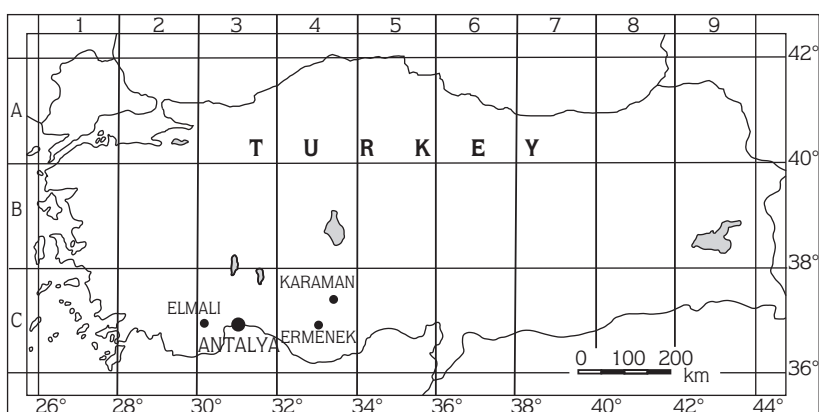 1 2 3 4 5 6 7 8 9
42°
A
TURKEY
40°
B
38°
KARAMAN
ELMALI
C
ANTALYA ERMENEK
0 100 200
km
36°
26° 28° 30° 32° 34° 36° 38° 40° 42° 44°